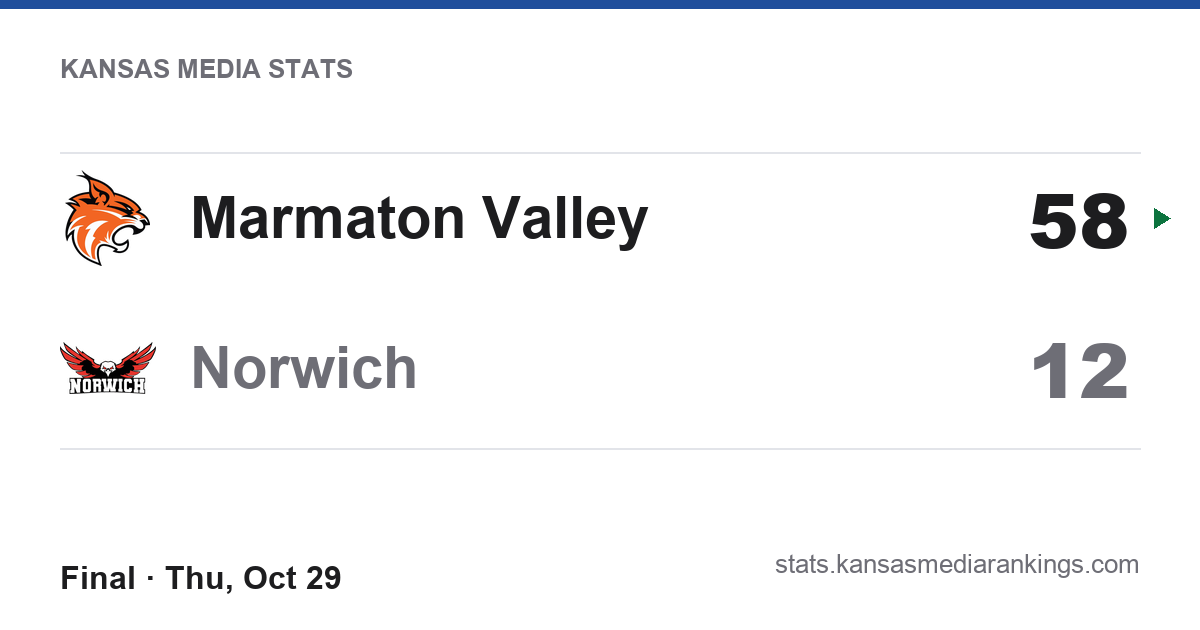 KANSAS MEDIA STATS
Marmaton Valley 58
NORWICH
Norwich 12
Final · Thu, Oct 29
stats.kansasmediarankings.com